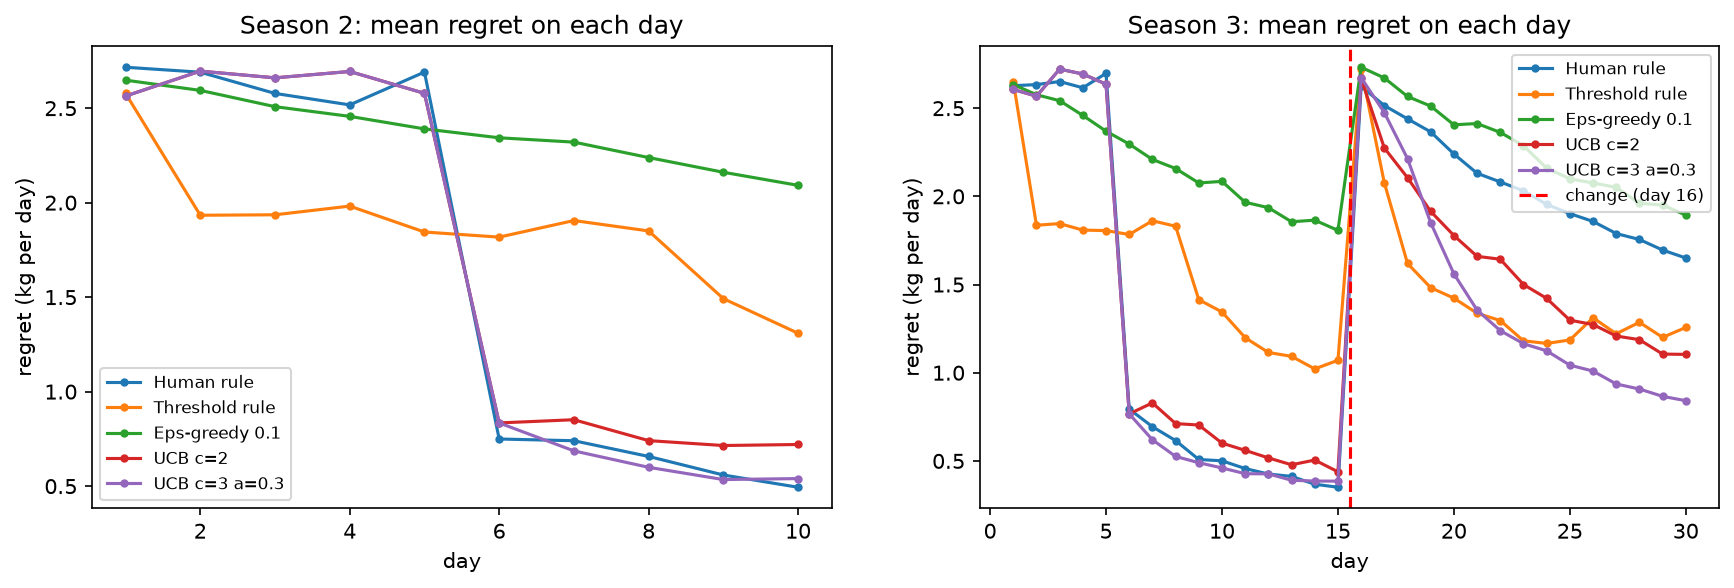 Season 2: mean regret on each day
regret (kg per day)
2.5
2.0
1.5
1.0
0.5
Human rule
Threshold rule
Eps-greedy 0.1
UCB c=2
UCB c=3 a=0.3
2
4
6
8
10
day
Season 3: mean regret on each day
regret (kg per day)
2.5
2.0
1.5
1.0
0.5
Human rule
Threshold rule
Eps-greedy 0.1
UCB c=2
UCB c=3 a=0.3
change (day 16)
0
5
10
15
20
25
30
day